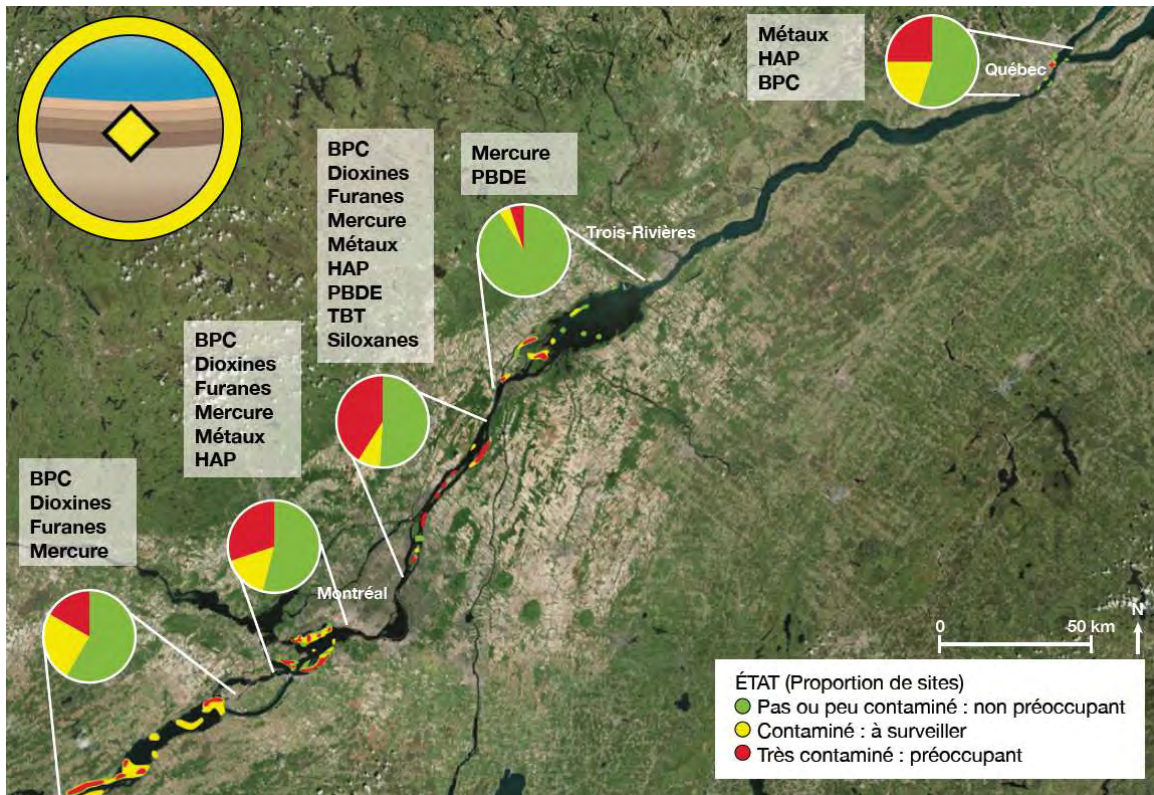 Métaux
HAP
BPC
Québec
BPC
Dioxines
Furanes
Mercure
Métaux
HAP
PBDE
TBT
Siloxanes
Mercure
PBDE
Trois-Rivières
BPC
Dioxines
Furanes
Mercure
Métaux
HAP
BPC
Dioxines
Furanes
Mercure
Montréal
N
0 50 km
ÉTAT (Proportion de sites)
Pas ou peu contaminé : non préoccupant
Contaminé : à surveiller
Très contaminé : préoccupant